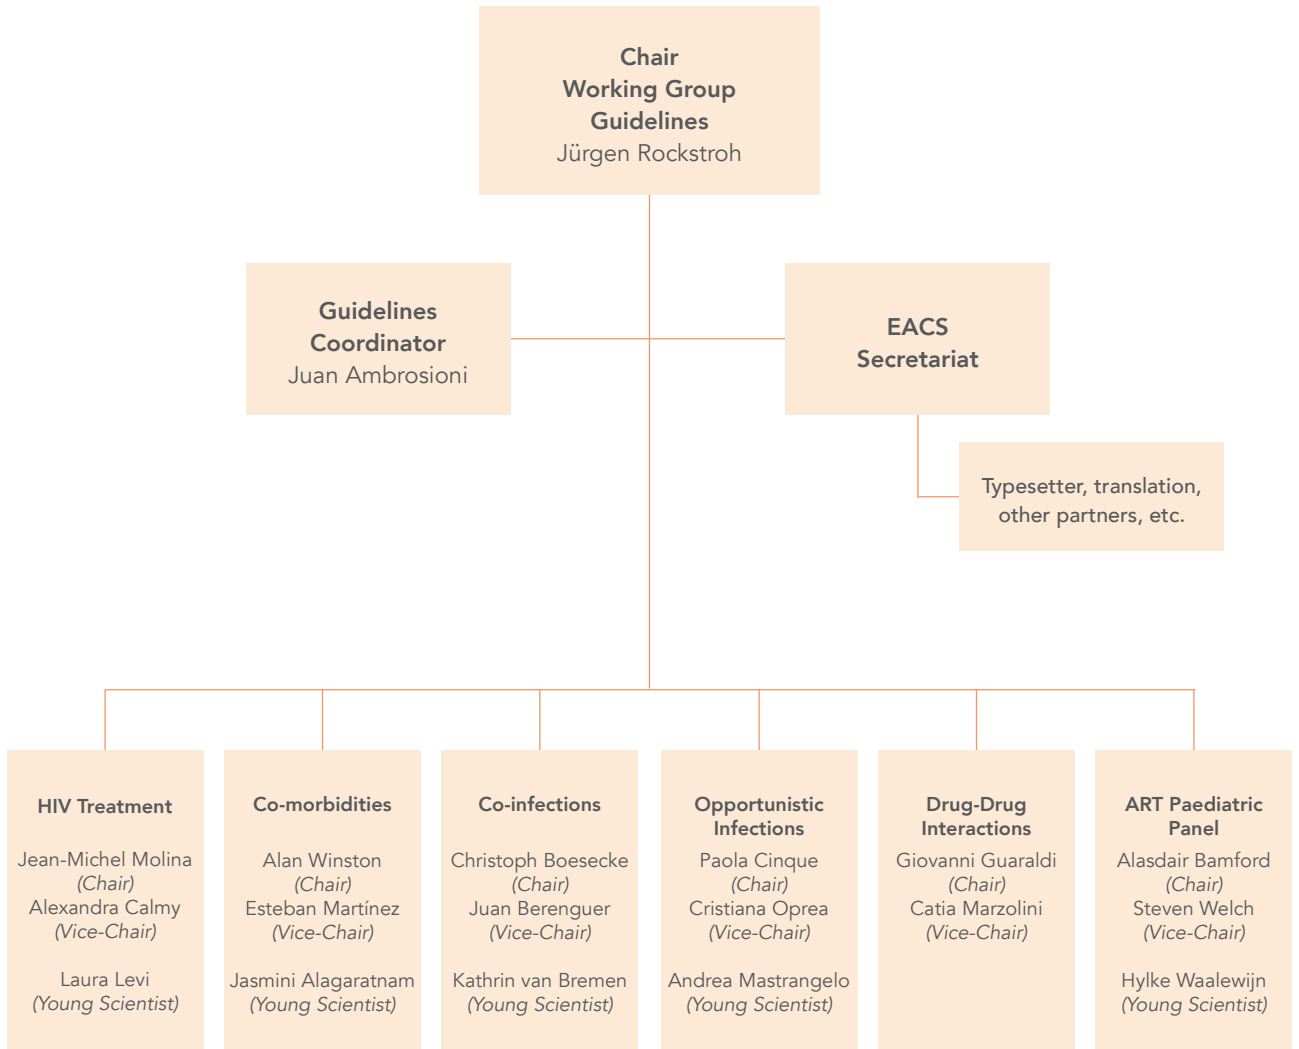 Chair
Working Group
Guidelines
Jürgen Rockstroh
Guidelines
Coordinator
Juan Ambrosioni
EACS
Secretariat
Typesetter, translation,
other partners, etc.
HIV Treatment
Jean-Michel Molina
(Chair)
Alexandra Calmy
(Vice-Chair)
Laura Levi
(Young Scientist)
Co-morbidities
Alan Winston
(Chair)
Esteban Martínez
(Vice-Chair)
Jasmini Alagaratnam
(Young Scientist)
Co-infections
Christoph Boesecke
(Chair)
Juan Berenguer
(Vice-Chair)
Kathrin van Bremen
(Young Scientist)
Opportunistic
Infections
Paola Cinque
(Chair)
Cristiana Oprea
(Vice-Chair)
Andrea Mastrangelo
(Young Scientist)
Drug-Drug
Interactions
Giovanni Guaraldi
(Chair)
Catia Marzolini
(Vice-Chair)
ART Paediatric
Panel
Alasdair Bamford
(Chair)
Steven Welch
(Vice-Chair)
Hylke Waalewijn
(Young Scientist)